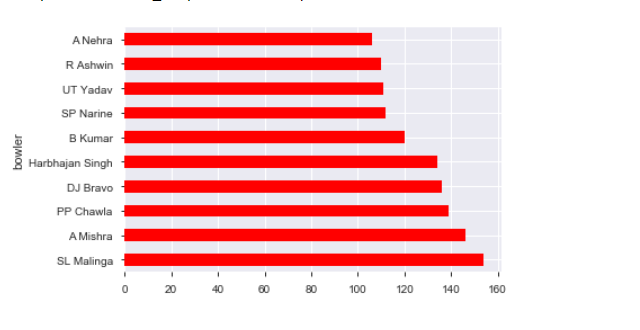 A Nehra
R Ashwin
UT Yadav
SP Narine
B Kumar
Harbhajan Singh
DJ Bravo
PP Chawla
A Mishra
SL Malinga
bowler
0 20 40 60 80 100 120 140 160